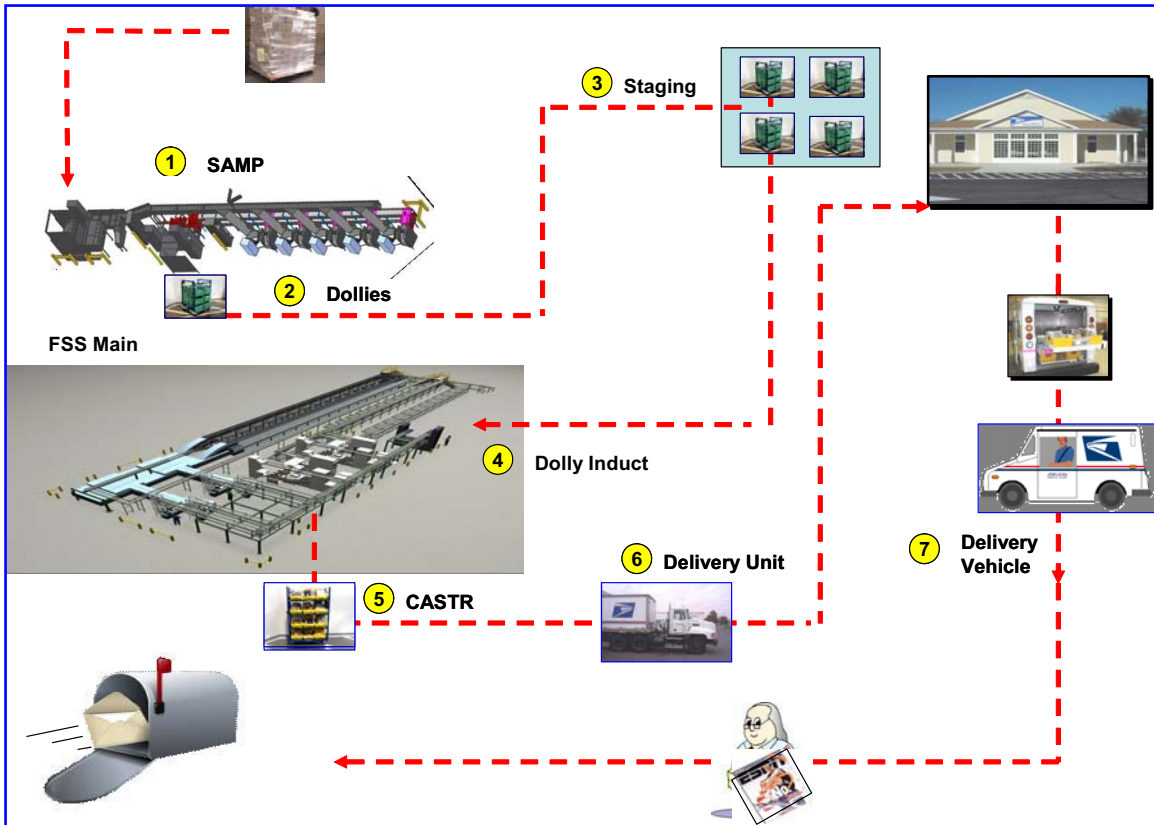 1 SAMP
2 Dollies
3 Staging
FSS Main
4 Dolly Induct
5 CASTR
6 Delivery Unit
7 Delivery
Vehicle